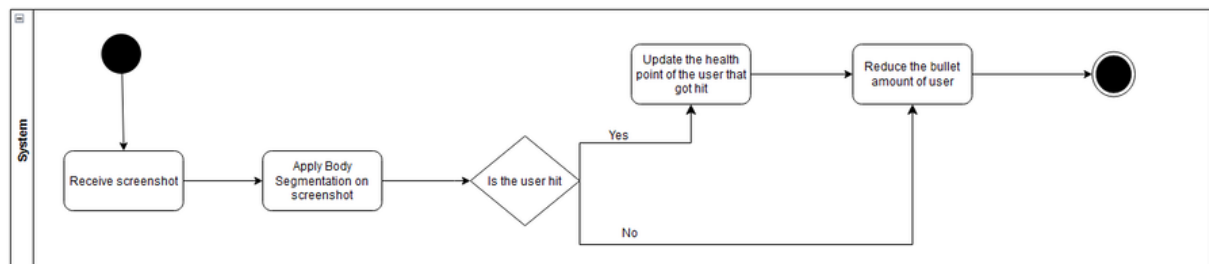 System
Receive screenshot
Apply Body
Segmentation on
screenshot
Is the user hit
Yes
No
Update the health
point of the user that
got hit
Reduce the bullet
amount of user